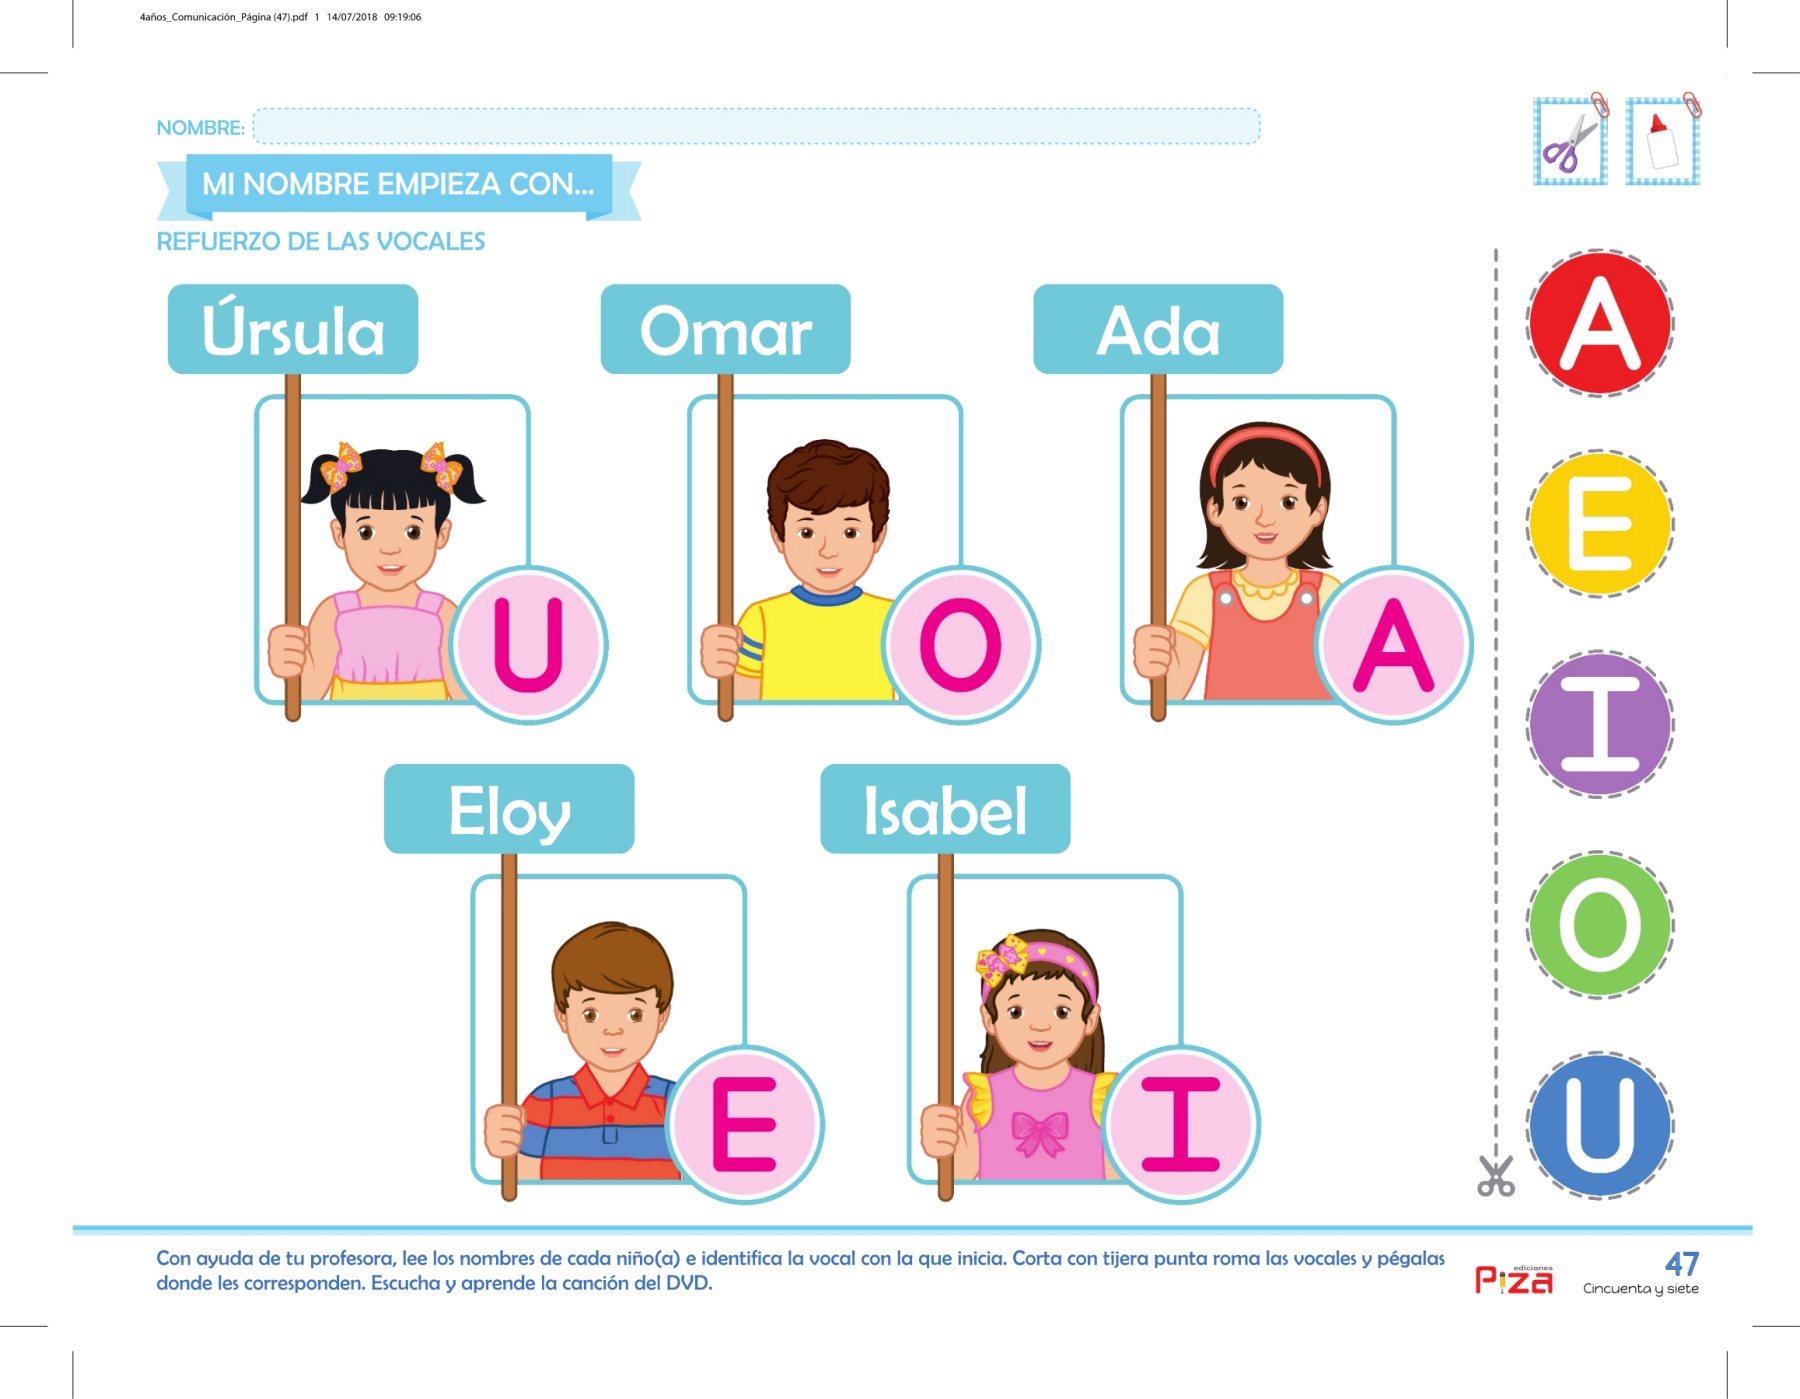 4años_Comunicación_Página (47).pdf 1 14/07/2018 09:19:06
NOMBRE:
MI NOMBRE EMPIEZA CON...
REFUERZO DE LAS VOCALES
Úrsula
Omar
Ada
U
O
A
Eloy
Isabel
E
I
A
E
I
O
U
Con ayuda de tu profesora, lee los nombres de cada niño(a) e identifica la vocal con la que inicia. Corta con tijera punta roma las vocales y pégalas
donde les corresponden. Escucha y aprende la canción del DVD.
ediciones
Piza
47
Cincuenta y siete